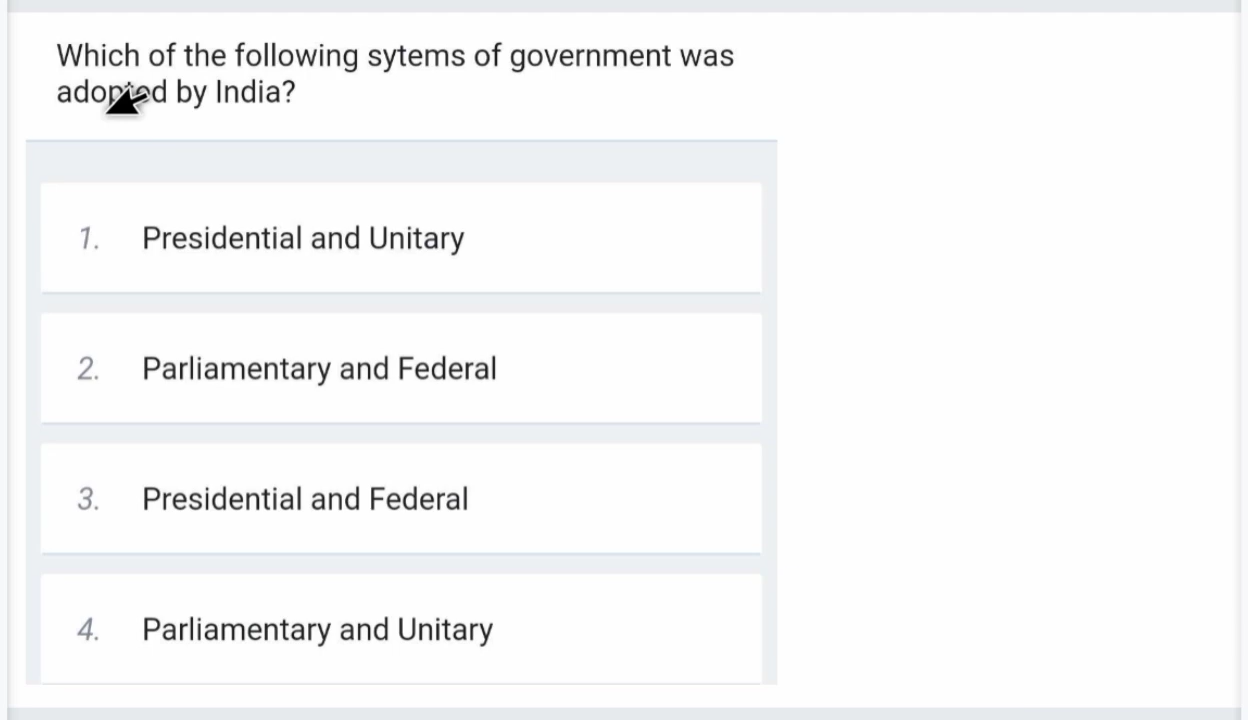 Which of the following sytems of government was
adopted by India?
1. Presidential and Unitary
2. Parliamentary and Federal
3. Presidential and Federal
4. Parliamentary and Unitary